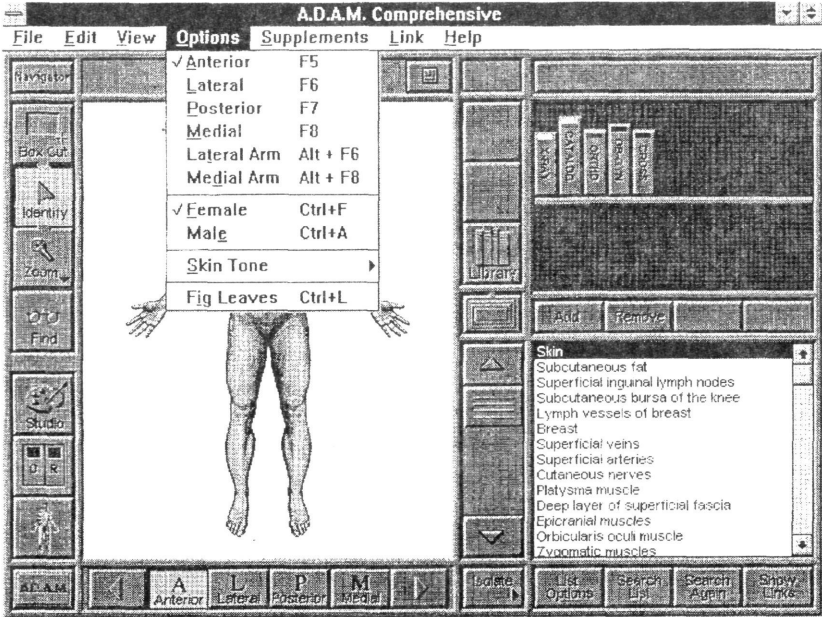 A.D.A.M. Comprehensive
File Edit View Options Supplements Link Help
Navigator
✓Anterior F5
Lateral F6
Posterior F7
Medial F8
Lateral Arm Alt + F6
Medial Arm Alt + F8
✓Female Ctrl+F
Male Ctrl+A
Skin Tone
Fig Leaves Ctrl+L
Box Cut
Identify
Zoom
Find
Studio
O R
A.D.A.M.
CATALOG
Library
Add Remove
Skin
Subcutaneous fat
Superficial inguinal lymph nodes
Subcutaneous bursa of the knee
Lymph vessels of breast
Breast
Superficial veins
Superficial arteries
Cutaneous nerves
Platysma muscle
Deep layer of superficial fascia
Epicranial muscles
Orbicularis oculi muscle
Zygomatic muscles
A Anterior
L Lateral
P Posterior
M Medial
Isolate
List Options
Search List
Search Again
Show Links